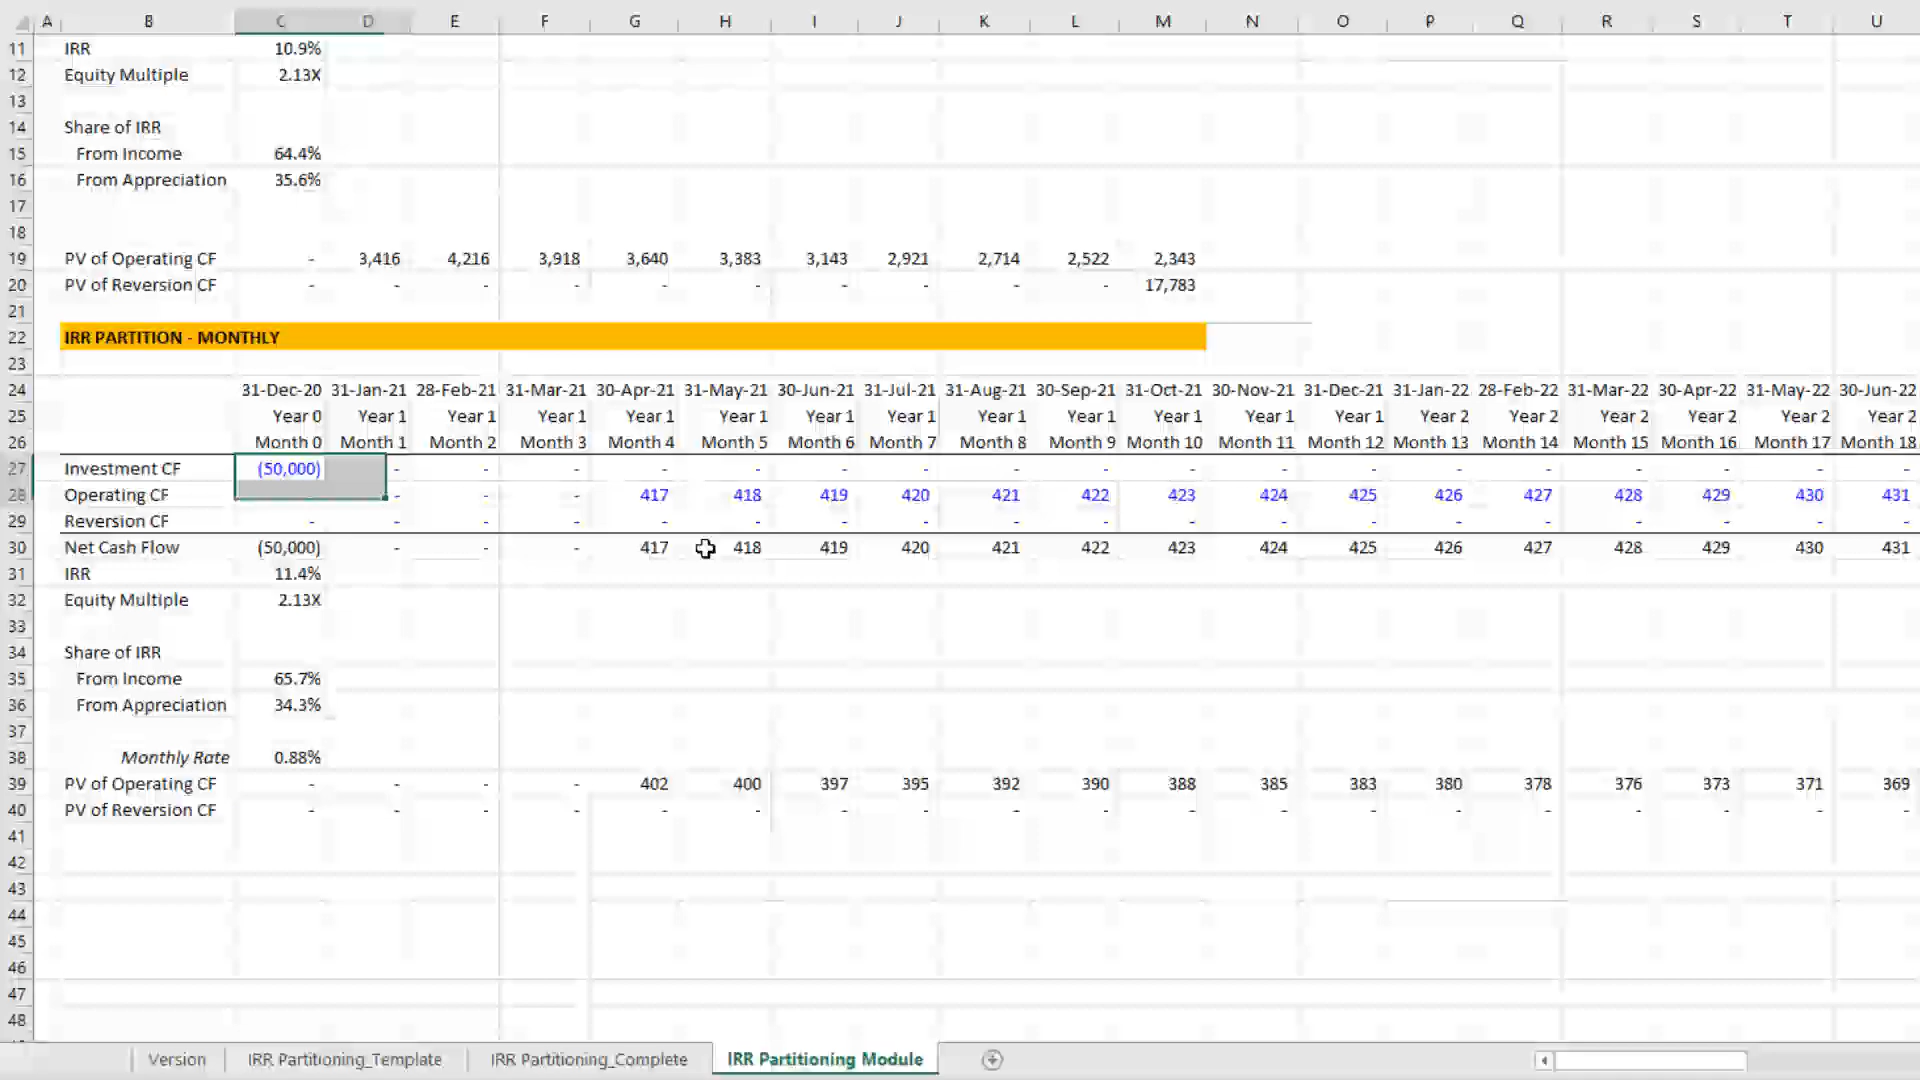 A B C D E F G H I J K L M N O P Q R S T U
11 IRR 10.9%
12 Equity Multiple 2.13X
13
14 Share of IRR
15 From Income 64.4%
16 From Appreciation 35.6%
17
18
19 PV of Operating CF - 3,416 4,216 3,918 3,640 3,383 3,143 2,921 2,714 2,522 2,343
20 PV of Reversion CF - - - - - - - - - - 17,783
21
22 IRR PARTITION - MONTHLY
23
24 31-Dec-20 31-Jan-21 28-Feb-21 31-Mar-21 30-Apr-21 31-May-21 30-Jun-21 31-Jul-21 31-Aug-21 30-Sep-21 31-Oct-21 30-Nov-21 31-Dec-21 31-Jan-22 28-Feb-22 31-Mar-22 30-Apr-22 31-May-22 30-Jun-22
25 Year 0 Year 1 Year 1 Year 1 Year 1 Year 1 Year 1 Year 1 Year 1 Year 1 Year 1 Year 1 Year 1 Year 2 Year 2 Year 2 Year 2 Year 2 Year 2
26 Month 0 Month 1 Month 2 Month 3 Month 4 Month 5 Month 6 Month 7 Month 8 Month 9 Month 10 Month 11 Month 12 Month 13 Month 14 Month 15 Month 16 Month 17 Month 18
27 Investment CF (50,000) - - - - - - - - - - - - - - - - - -
28 Operating CF - - - 417 418 419 420 421 422 423 424 425 426 427 428 429 430 431
29 Reversion CF - - - - - - - - - - - - - - - - - - -
30 Net Cash Flow (50,000) - - - 417 418 419 420 421 422 423 424 425 426 427 428 429 430 431
31 IRR 11.4%
32 Equity Multiple 2.13X
33
34 Share of IRR
35 From Income 65.7%
36 From Appreciation 34.3%
37
38 Monthly Rate 0.88%
39 PV of Operating CF - - - - 402 400 397 395 392 390 388 385 383 380 378 376 373 371 369
40 PV of Reversion CF - - - - - - - - - - - - - - - - - - -
41
42
43
44
45
46
47
48
Version IRR Partitioning_Template IRR Partitioning_Complete IRR Partitioning Module